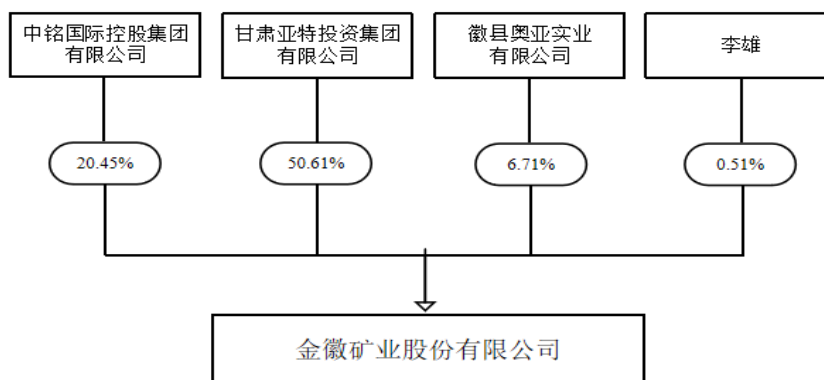 中铭国际控股集团
有限公司
甘肃亚特投资集团
有限公司
徽县奥亚实业
有限公司
李雄
20.45%
50.61%
6.71%
0.51%
金徽矿业股份有限公司